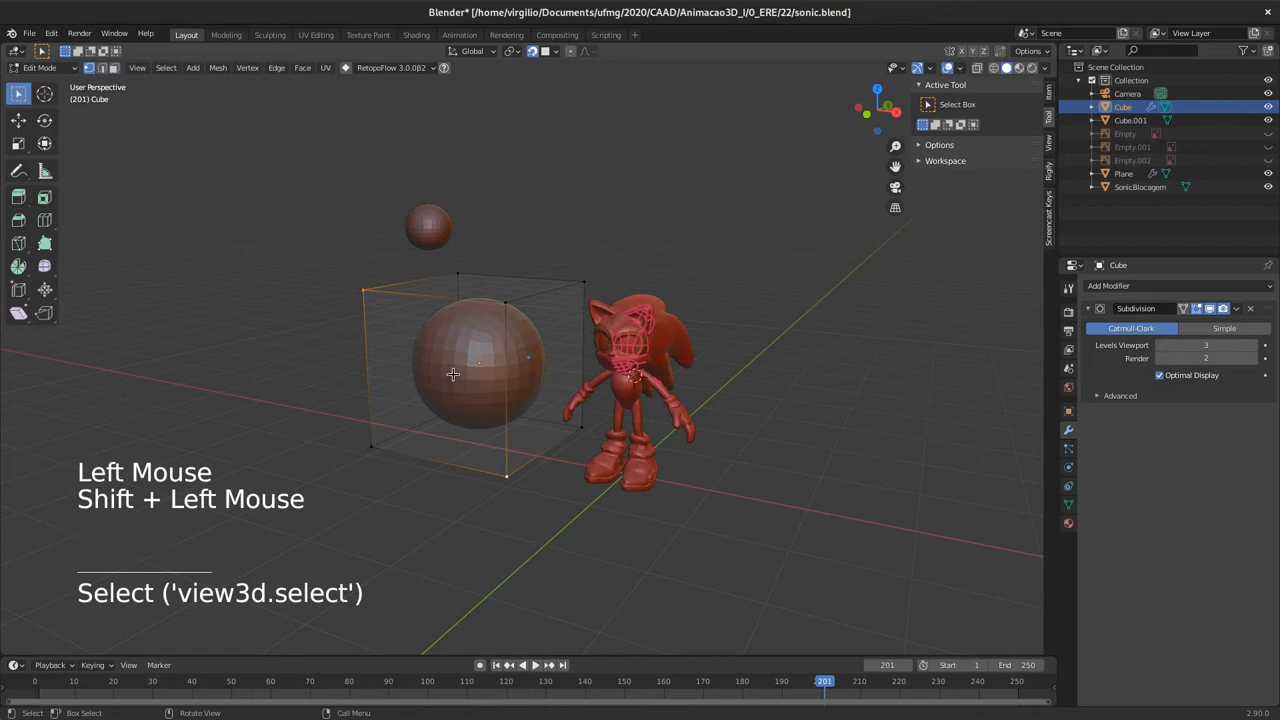 Blender* [/home/virgilio/Documents/ufmg/2020/CAAD/Animacao3D_I/0_ERE/22/sonic.blend]
File Edit Render Window Help
Layout Modeling Sculpting UV Editing Texture Paint Shading Animation Rendering Compositing Scripting +
Scene
View Layer
Global
Options
Edit Mode View Select Add Mesh Vertex Edge Face UV RetopoFlow 3.0.0β2
X Y Z
User Perspective
(201) Cube
Active Tool
Select Box
Options
Workspace
Item
Tool
View
Rigify
Screencast Keys
Scene Collection
Collection
Camera
Cube
Cube.001
Empty
Empty.001
Empty.002
Plane
SonicBlocagem
Cube
Add Modifier
Subdivision
Catmull-Clark Simple
Levels Viewport 3
Render 2
Optimal Display
Advanced
Left Mouse
Shift + Left Mouse
Select ('view3d.select')
Playback Keying View Marker
201 Start 1 End 250
0 10 20 30 40 50 60 70 80 90 100 110 120 130 140 150 160 170 180 190 201 210 220 230 240 250
Select Box Select Rotate View Call Menu
2.90.0